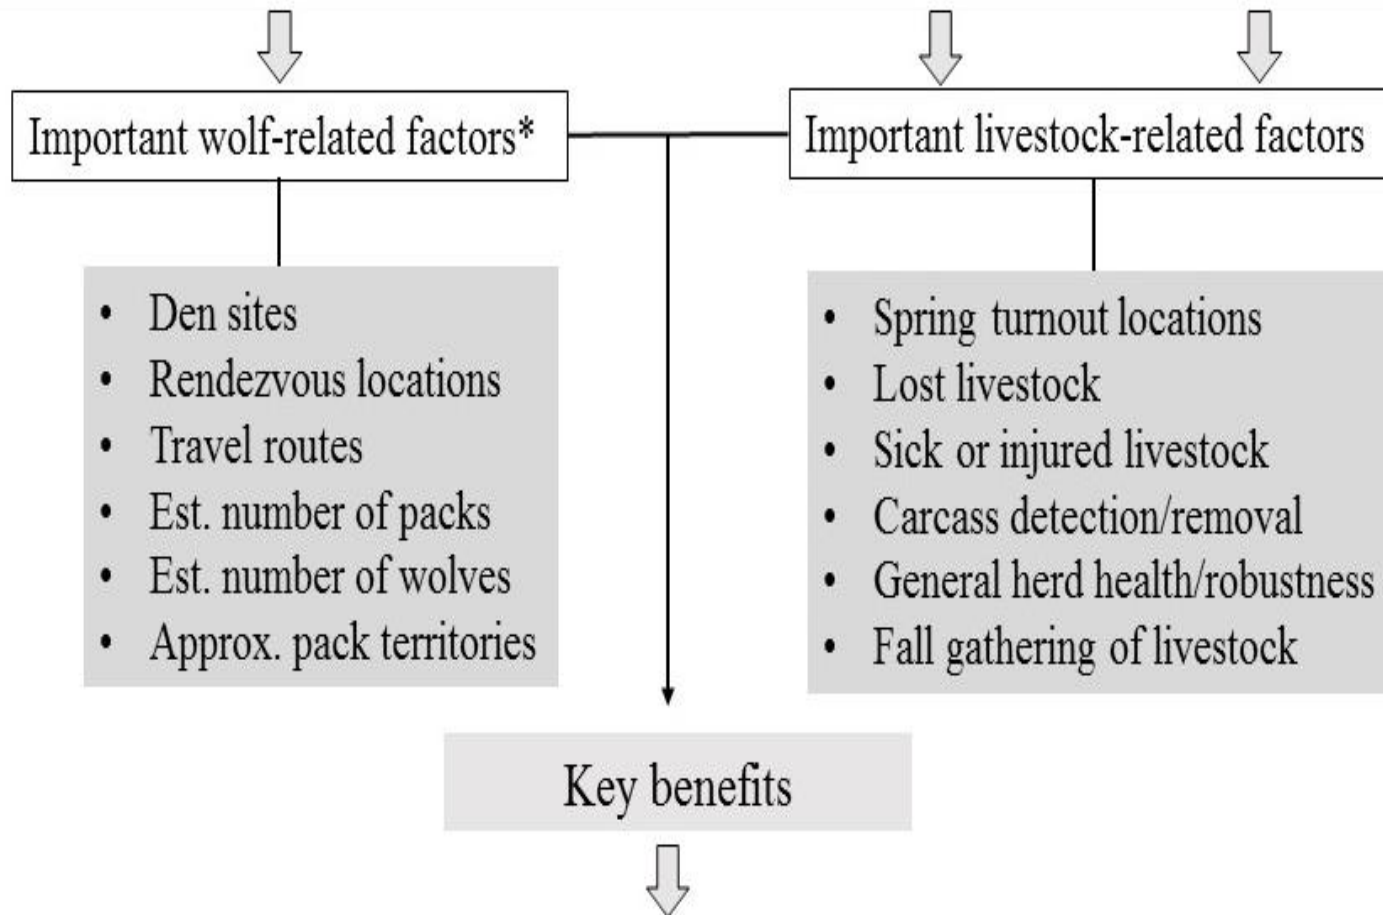 Important wolf-related factors*
Important livestock-related factors
• Den sites
• Rendezvous locations
• Travel routes
• Est. number of packs
• Est. number of wolves
• Approx. pack territories
• Spring turnout locations
• Lost livestock
• Sick or injured livestock
• Carcass detection/removal
• General herd health/robustness
• Fall gathering of livestock
Key benefits